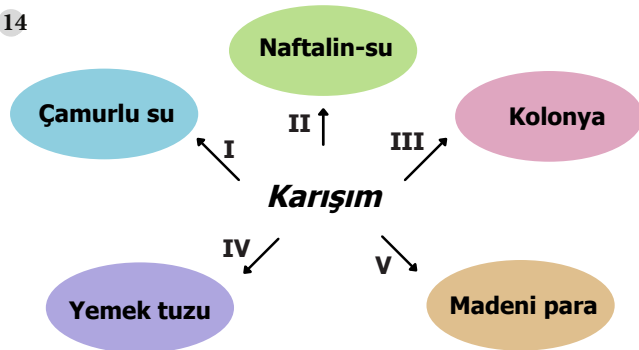 14
Naftalin-su
Çamurlu su
Kolonya
I
II
III
Karışım
IV
V
Yemek tuzu
Madeni para